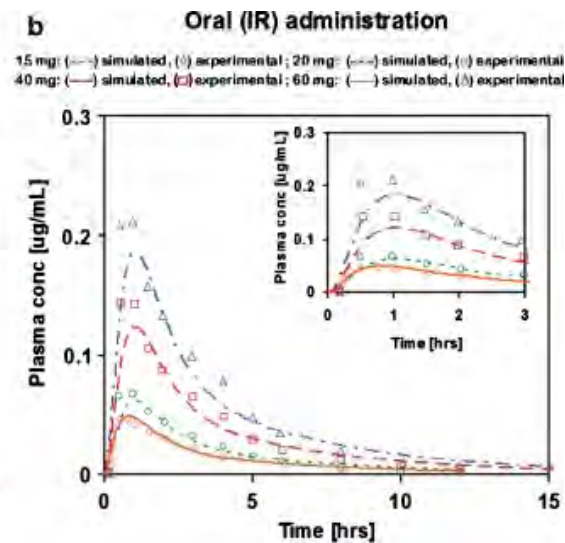 b Oral (IR) administration
15 mg: (—·—) simulated, (◊) experimental ; 20 mg: (—·—) simulated, (○) experimental
40 mg: (—) simulated, (□) experimental ; 60 mg: (—) simulated, (△) experimental
0.3
0.2
0.1
0
Plasma conc [ug/mL]
0 5 10 15
Time [hrs]
0.3
0.2
0.1
0
Plasma conc [ug/mL]
0 1 2 3
Time [hrs]